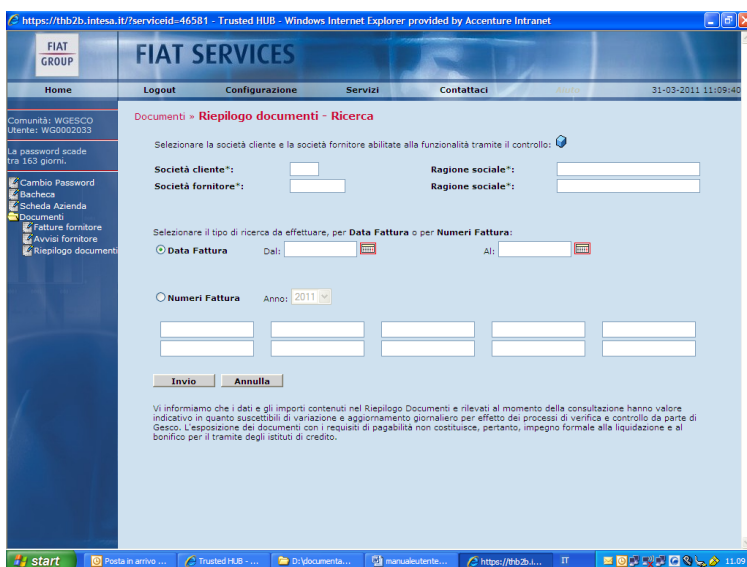 https://thb2b.intesa.it/?serviceid=46581 - Trusted HUB - Windows Internet Explorer provided by Accenture Intranet
FIAT
GROUP
FIAT SERVICES
Home Logout Configurazione Servizi Contattaci Aiuto 31-03-2011 11:09:40
Comunità: WGESCO
Utente: WG0002033
La password scade
tra 163 giorni.
Cambio Password
Bacheca
Scheda Azienda
Documenti
Fatture fornitore
Avvisi fornitore
Riepilogo documenti
Documenti » Riepilogo documenti - Ricerca
Selezionare la società cliente e la società fornitore abilitate alla funzionalità tramite il controllo:
Società cliente*: Ragione sociale*:
Società fornitore*: Ragione sociale*:
Selezionare il tipo di ricerca da effettuare, per Data Fattura o per Numeri Fattura:
Data Fattura Dal: Al:
Numeri Fattura Anno: 2011
Invio Annulla
Vi informiamo che i dati e gli importi contenuti nel Riepilogo Documenti e rilevati al momento della consultazione hanno valore
indicativo in quanto suscettibili di variazione e aggiornamento giornaliero per effetto dei processi di verifica e controllo da parte di
Gesco. L'esposizione dei documenti con i requisiti di pagabilità non costituisce, pertanto, impegno formale alla liquidazione e al
bonifico per il tramite degli istituti di credito.
start Posta in arrivo ... Trusted HUB - ... D:\documenta... manualeutente... https://thb2b.i... IT 11.09